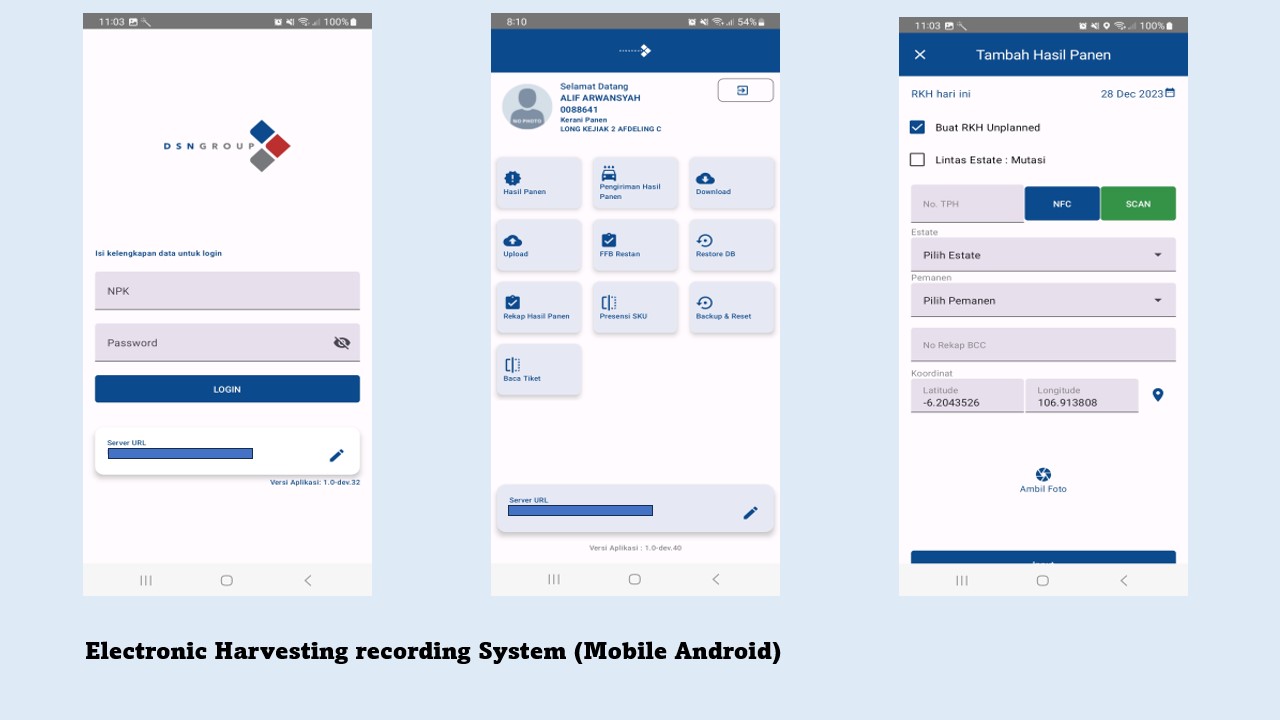 11:03
100%
DSNGROUP
Isi kelengkapan data untuk login
NPK
Password
LOGIN
Server URL
Versi Aplikasi: 1.0-dev.32
8:10
54%
Selamat Datang
ALIF ARWANSYAH
0088641
Kerani Panen
LONG KEJIAK 2 AFDELING C
NO PHOTO
Hasil Panen
Pengiriman Hasil
Panen
Download
Upload
FFB Restan
Restore DB
Rekap Hasil Panen
Presensi SKU
Backup & Reset
Baca Tiket
Server URL
Versi Aplikasi : 1.0-dev.40
11:03
100%
Tambah Hasil Panen
RKH hari ini
28 Dec 2023
Buat RKH Unplanned
Lintas Estate : Mutasi
No. TPH
NFC
SCAN
Estate
Pilih Estate
Pemanen
Pilih Pemanen
No Rekap BCC
Koordinat
Latitude
-6.2043526
Longitude
106.913808
Ambil Foto
Electronic Harvesting recording System (Mobile Android)